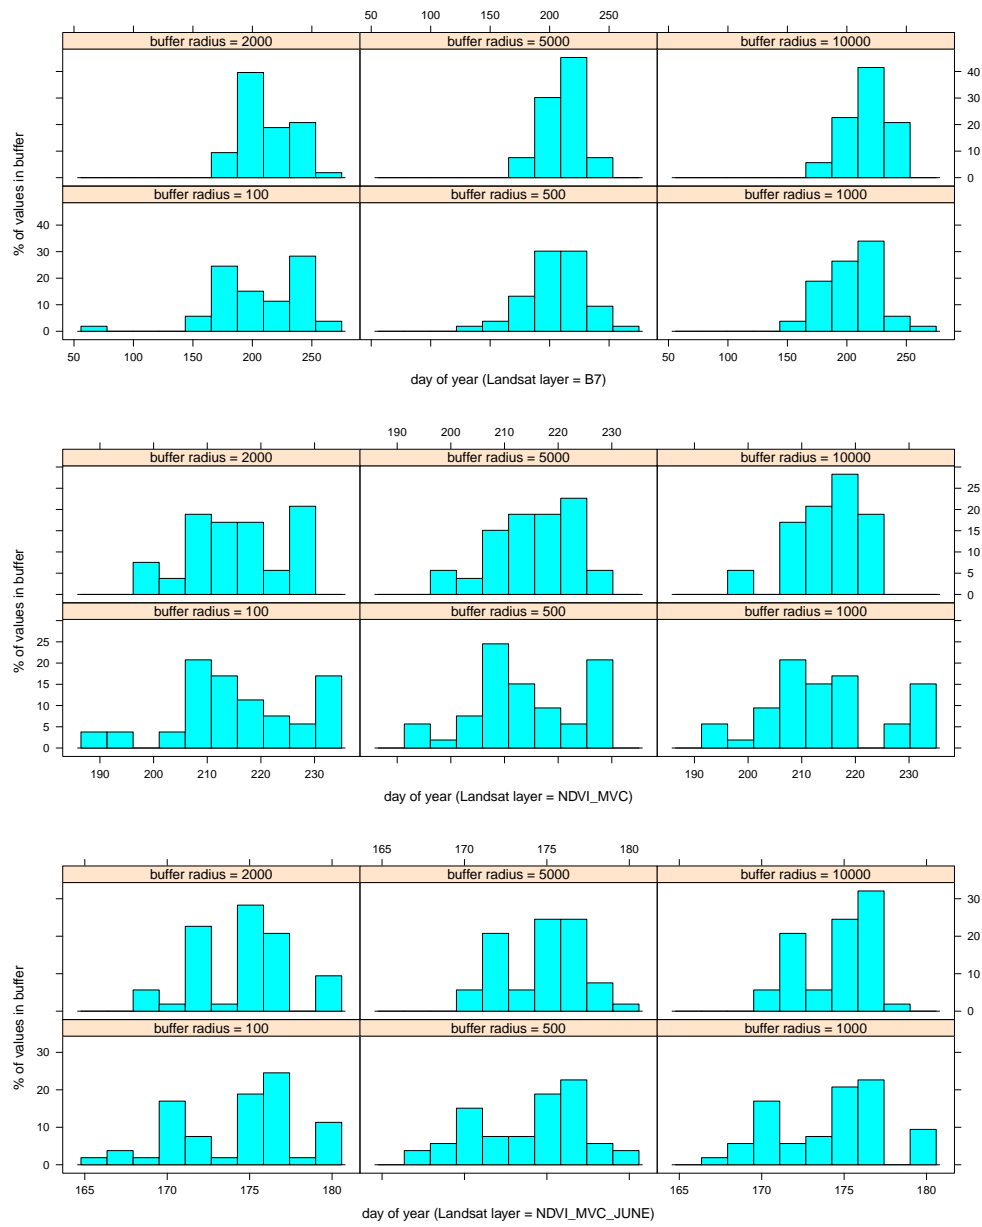 50 100 150 200 250
buffer radius = 2000 buffer radius = 5000 buffer radius = 10000
40
30
20
10
0
buffer radius = 100 buffer radius = 500 buffer radius = 1000
40
30
20
10
0
% of values in buffer
50 100 150 200 250 50 100 150 200 250
day of year (Landsat layer = B7)
190 200 210 220 230
buffer radius = 2000 buffer radius = 5000 buffer radius = 10000
25
20
15
10
5
0
buffer radius = 100 buffer radius = 500 buffer radius = 1000
25
20
15
10
5
0
% of values in buffer
190 200 210 220 230 190 200 210 220 230
day of year (Landsat layer = NDVI_MVC)
165 170 175 180
buffer radius = 2000 buffer radius = 5000 buffer radius = 10000
30
20
10
0
buffer radius = 100 buffer radius = 500 buffer radius = 1000
30
20
10
0
% of values in buffer
165 170 175 180 165 170 175 180
day of year (Landsat layer = NDVI_MVC_JUNE)